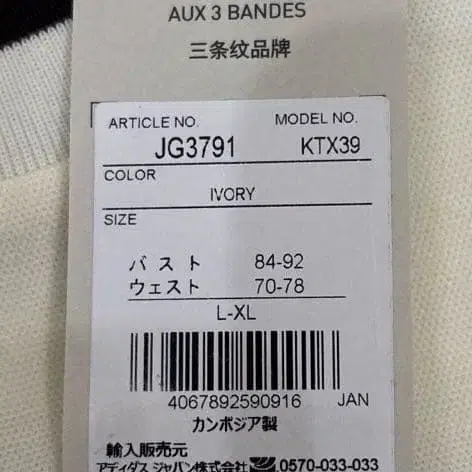 AUX 3 BANDES
三条纹品牌
ARTICLE NO. MODEL NO.
JG3791 KTX39
COLOR
IVORY
SIZE
バスト 84-92
ウェスト 70-78
L-XL
4067892590916 JAN
カンボジア製
輸入販売元
アディダス ジャパン株式会社 0570-033-033